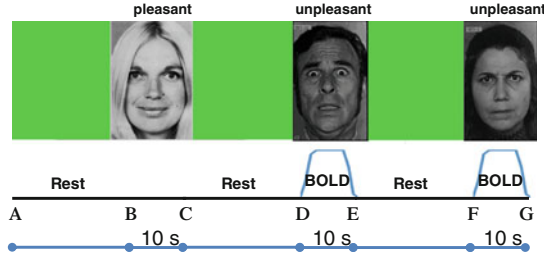 pleasant unpleasant unpleasant
Rest Rest BOLD Rest BOLD
A B C D E F G
10 s 10 s 10 s